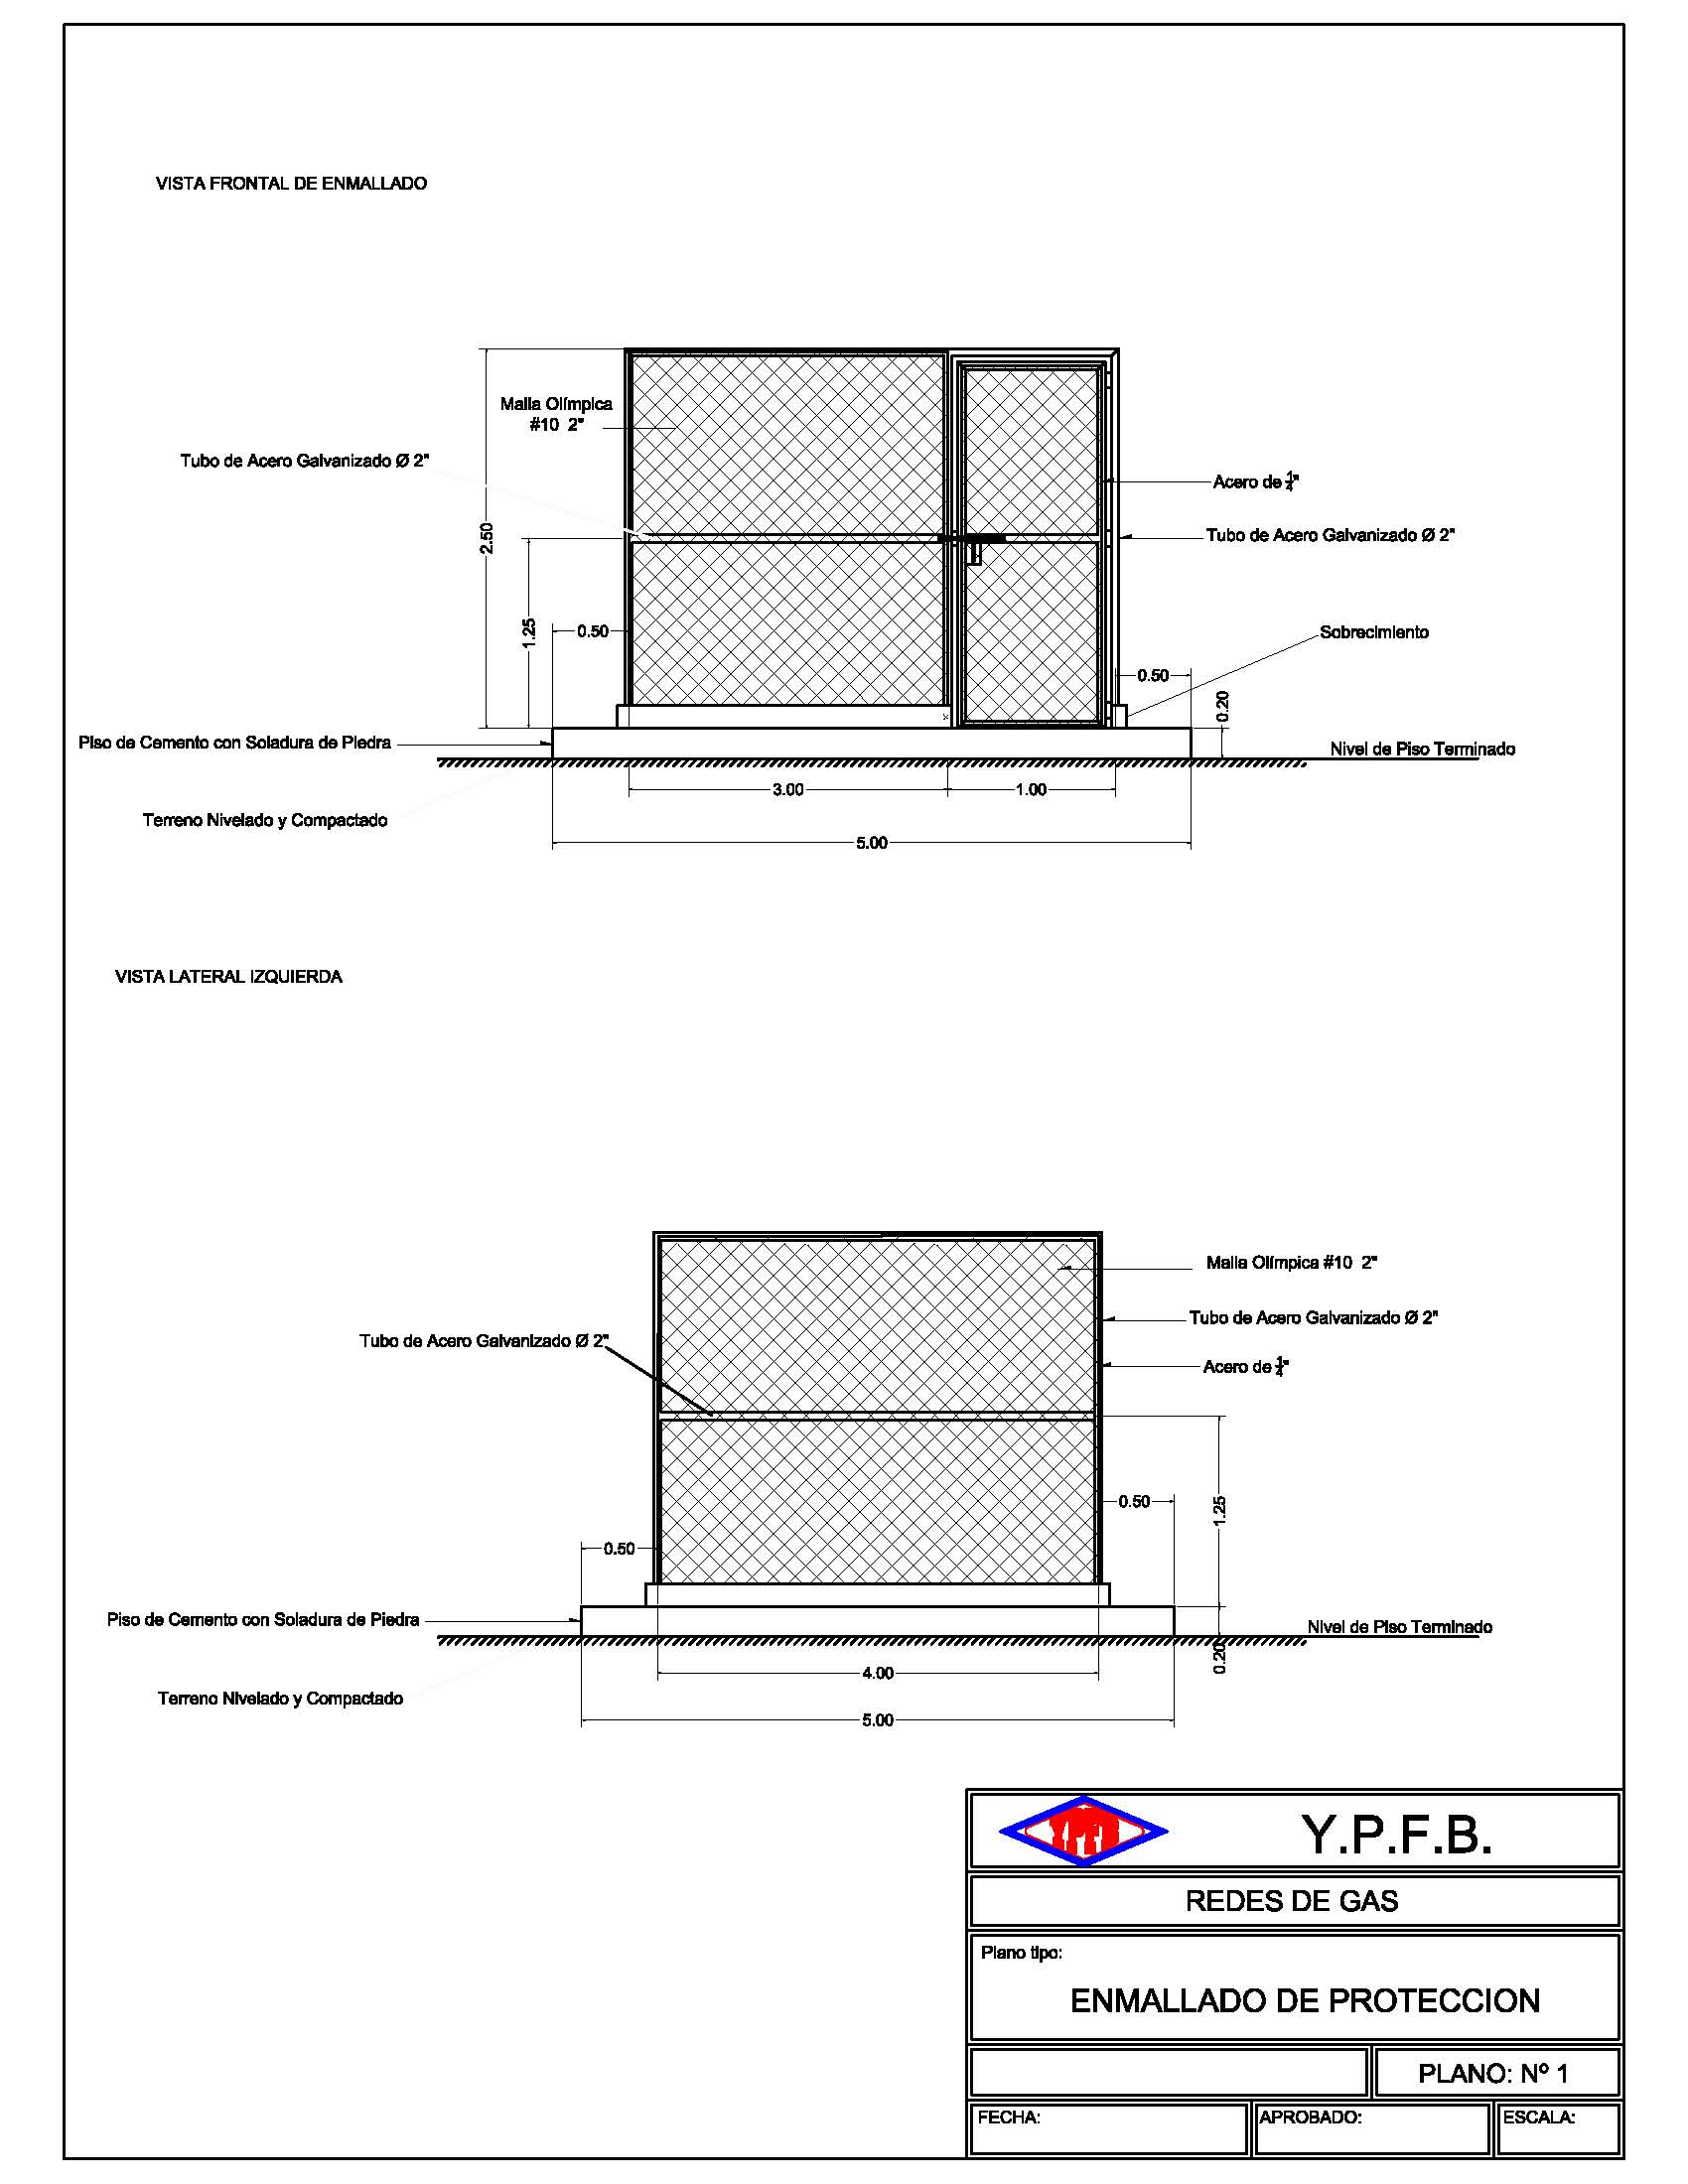 VISTA FRONTAL DE ENMALLADO
Malla Olímpica
#10 2"
Tubo de Acero Galvanizado Ø 2"
Acero de 1/4"
2.50
Tubo de Acero Galvanizado Ø 2"
1.25
0.50
Sobrecimiento
0.50
0.20
Piso de Cemento con Soladura de Piedra
Nivel de Piso Terminado
3.00
1.00
Terreno Nivelado y Compactado
5.00
VISTA LATERAL IZQUIERDA
Malla Olímpica #10 2"
Tubo de Acero Galvanizado Ø 2"
Tubo de Acero Galvanizado Ø 2"
Acero de 1/4"
0.50
1.25
0.50
Piso de Cemento con Soladura de Piedra
Nivel de Piso Terminado
0.20
4.00
Terreno Nivelado y Compactado
5.00
YPFB
Y.P.F.B.
REDES DE GAS
Plano tipo:
ENMALLADO DE PROTECCION
PLANO: Nº 1
FECHA:
APROBADO:
ESCALA: